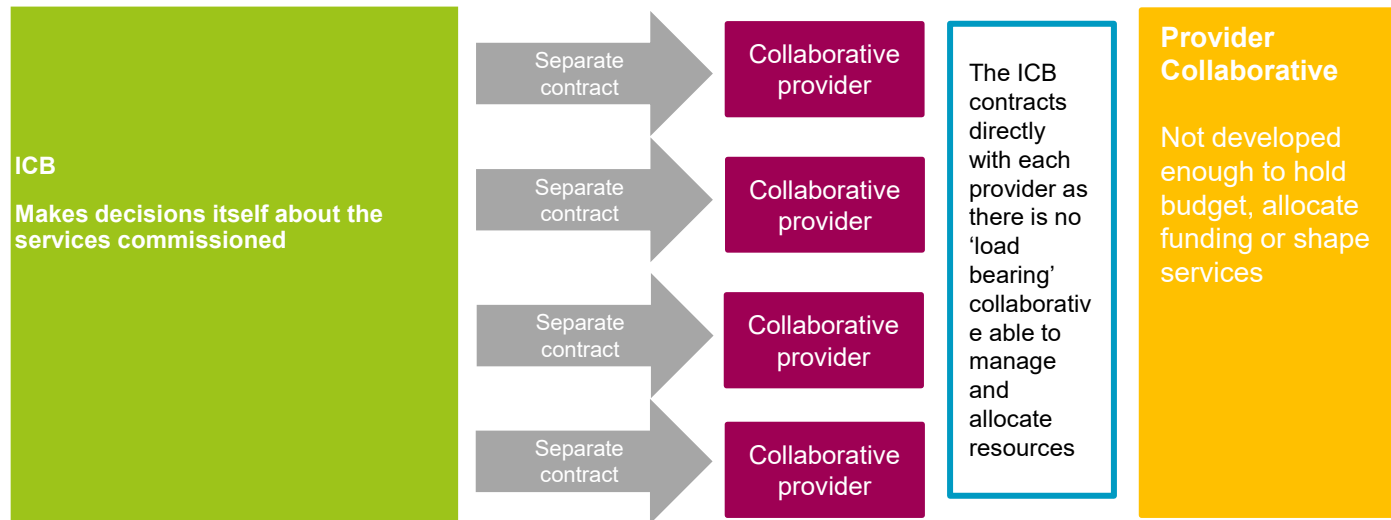 ICB
Makes decisions itself about the
services commissioned
Separate
contract
Collaborative
provider
Separate
contract
Collaborative
provider
Separate
contract
Collaborative
provider
Separate
contract
Collaborative
provider
The ICB
contracts
directly
with each
provider as
there is no
‘load
bearing’
collaborativ
e able to
manage
and
allocate
resources
Provider
Collaborative
Not developed
enough to hold
budget, allocate
funding or shape
services